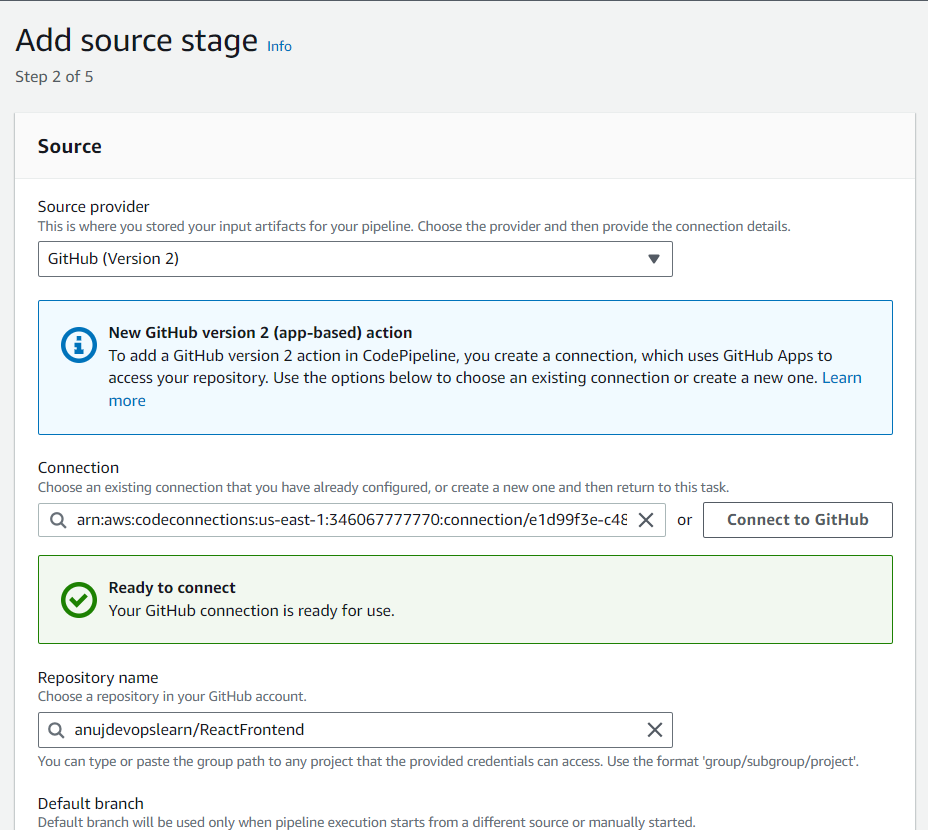 Add source stage Info
Step 2 of 5
Source
Source provider
This is where you stored your input artifacts for your pipeline. Choose the provider and then provide the connection details.
GitHub (Version 2)
New GitHub version 2 (app-based) action
To add a GitHub version 2 action in CodePipeline, you create a connection, which uses GitHub Apps to
access your repository. Use the options below to choose an existing connection or create a new one. Learn
more
Connection
Choose an existing connection that you have already configured, or create a new one and then return to this task.
arn:aws:codeconnections:us-east-1:346067777770:connection/e1d99f3e-c48 or Connect to GitHub
Ready to connect
Your GitHub connection is ready for use.
Repository name
Choose a repository in your GitHub account.
anujdevopslearn/ReactFrontend
You can type or paste the group path to any project that the provided credentials can access. Use the format 'group/subgroup/project'.
Default branch
Default branch will be used only when pipeline execution starts from a different source or manually started.